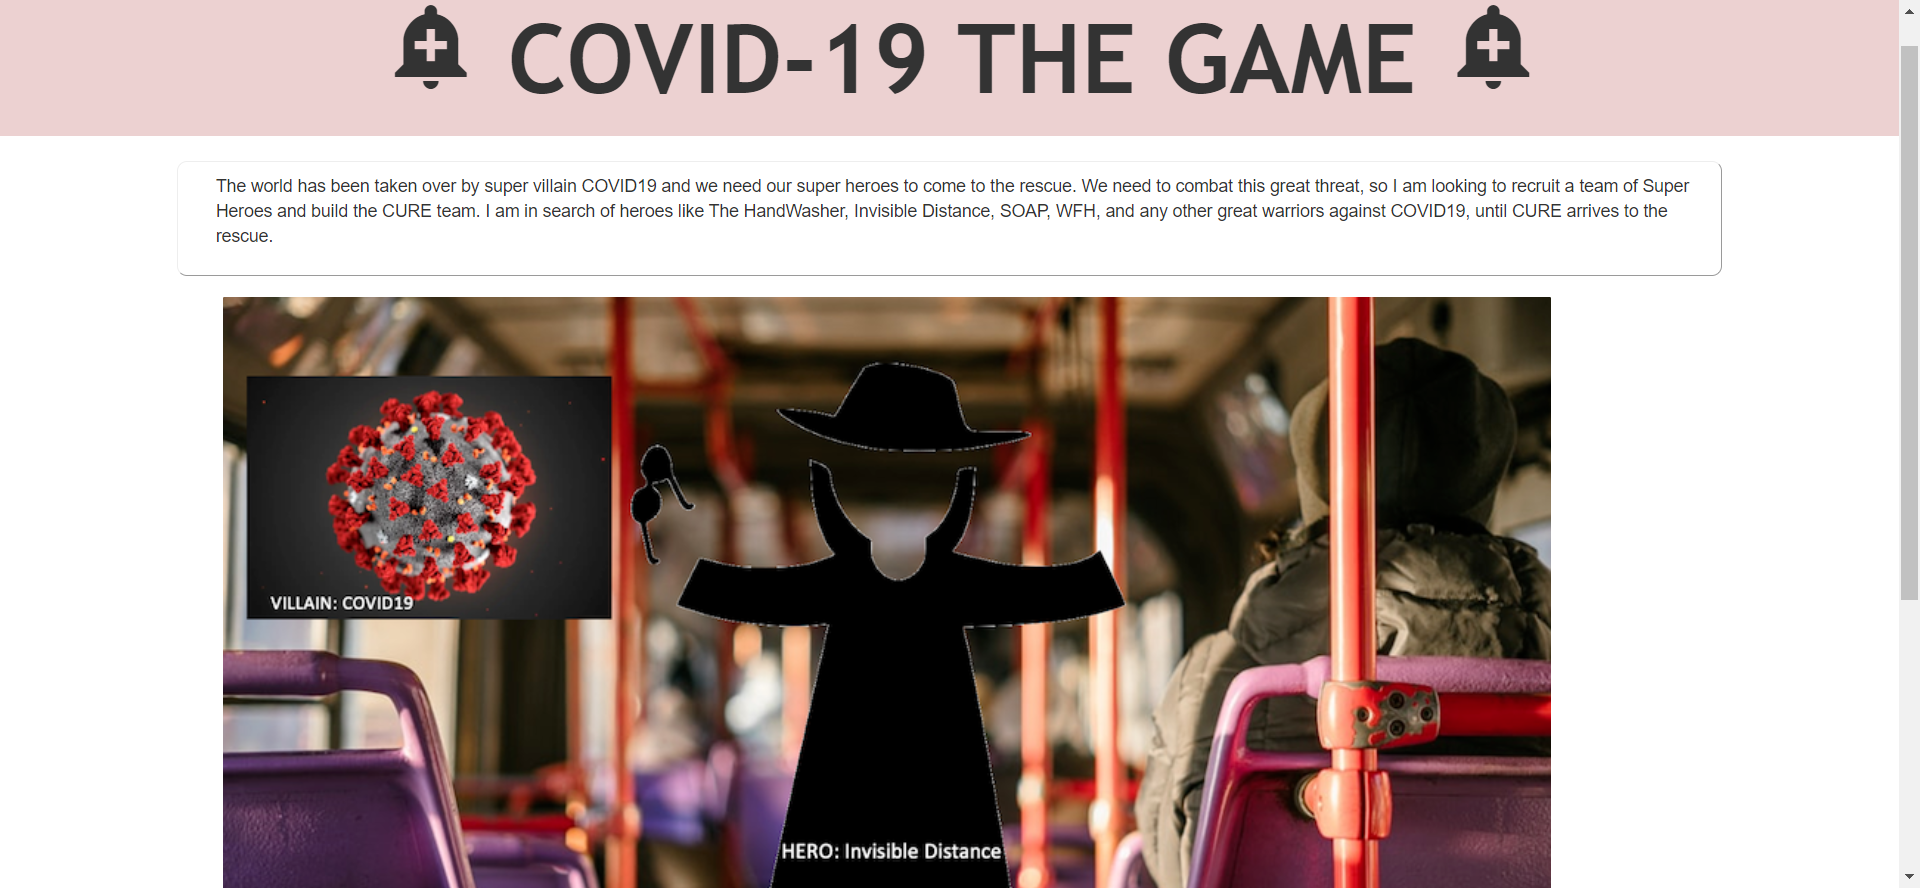 COVID-19 THE GAME
The world has been taken over by super villain COVID19 and we need our super heroes to come to the rescue. We need to combat this great threat, so I am looking to recruit a team of Super
Heroes and build the CURE team. I am in search of heroes like The HandWasher, Invisible Distance, SOAP, WFH, and any other great warriors against COVID19, until CURE arrives to the
rescue.
VILLAIN: COVID19
HERO: Invisible Distance